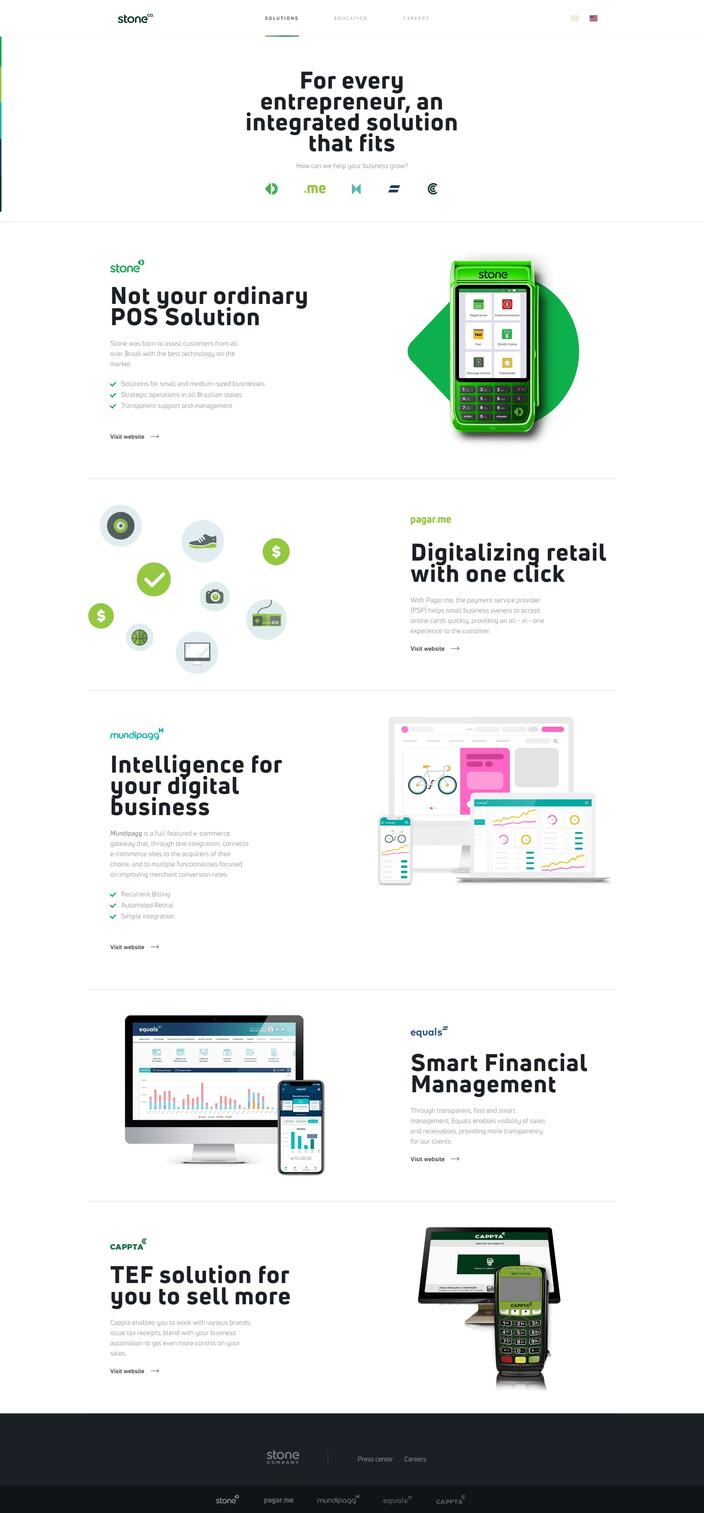 stone co.
SOLUTIONS
EDUCATION
CAREERS
For every
entrepreneur, an
integrated solution
that fits
How can we help your business grow?
.me
stone
Not your ordinary
POS Solution
Stone was born to assist customers from all
over Brazil with the best technology on the
market.
Solutions for small and medium-sized businesses
Strategic operations in all Brazilian states
Transparent support and management
Visit website
stone
pagar.me
Digitalizing retail
with one click
With Pagar.me, the payment service provider
(PSP) helps small business owners to accept
online cards quickly, providing an all - in - one
experience to the customer.
Visit website
mundipagg
Intelligence for
your digital
business
Mundipagg is a full-featured e-commerce
gateway that, through one integration, connects
e-commerce sites to the acquirers of their
choice, and to multiple functionalities focused
on improving merchant conversion rates.
Recurrent Billing
Automated Retrial
Simple integration
Visit website
equals
equals
Smart Financial
Management
Through transparent, fast and smart
management, Equals enables visibility of sales
and receivables, providing more transparency
for our clients
Visit website
CAPPTA
TEF solution for
you to sell more
Cappta enables you to work with various brands,
issue tax receipts, blend with your business
automation to get even more control on your
sales.
Visit website
CAPPTA
CAPPTA
stone
COMPANY
Press center
Careers
stone
pagar.me
mundipagg
equals
CAPPTA